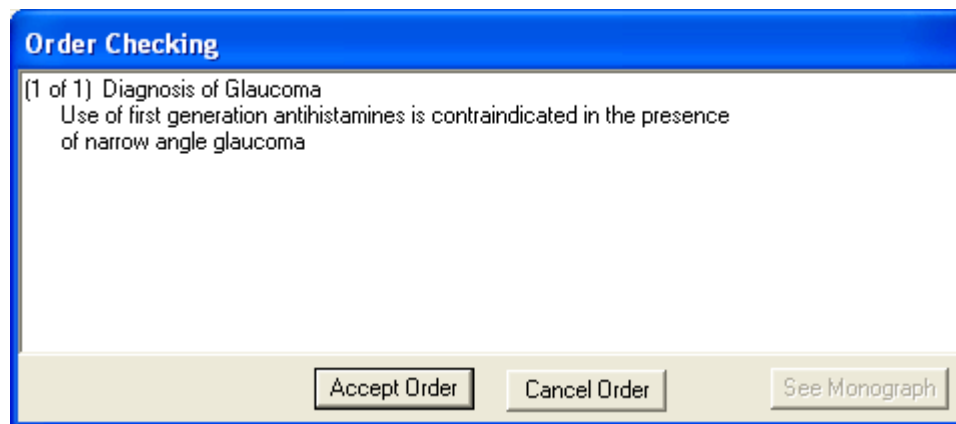 Order Checking
(1 of 1) Diagnosis of Glaucoma
Use of first generation antihistamines is contraindicated in the presence
of narrow angle glaucoma
Accept Order
Cancel Order
See Monograph